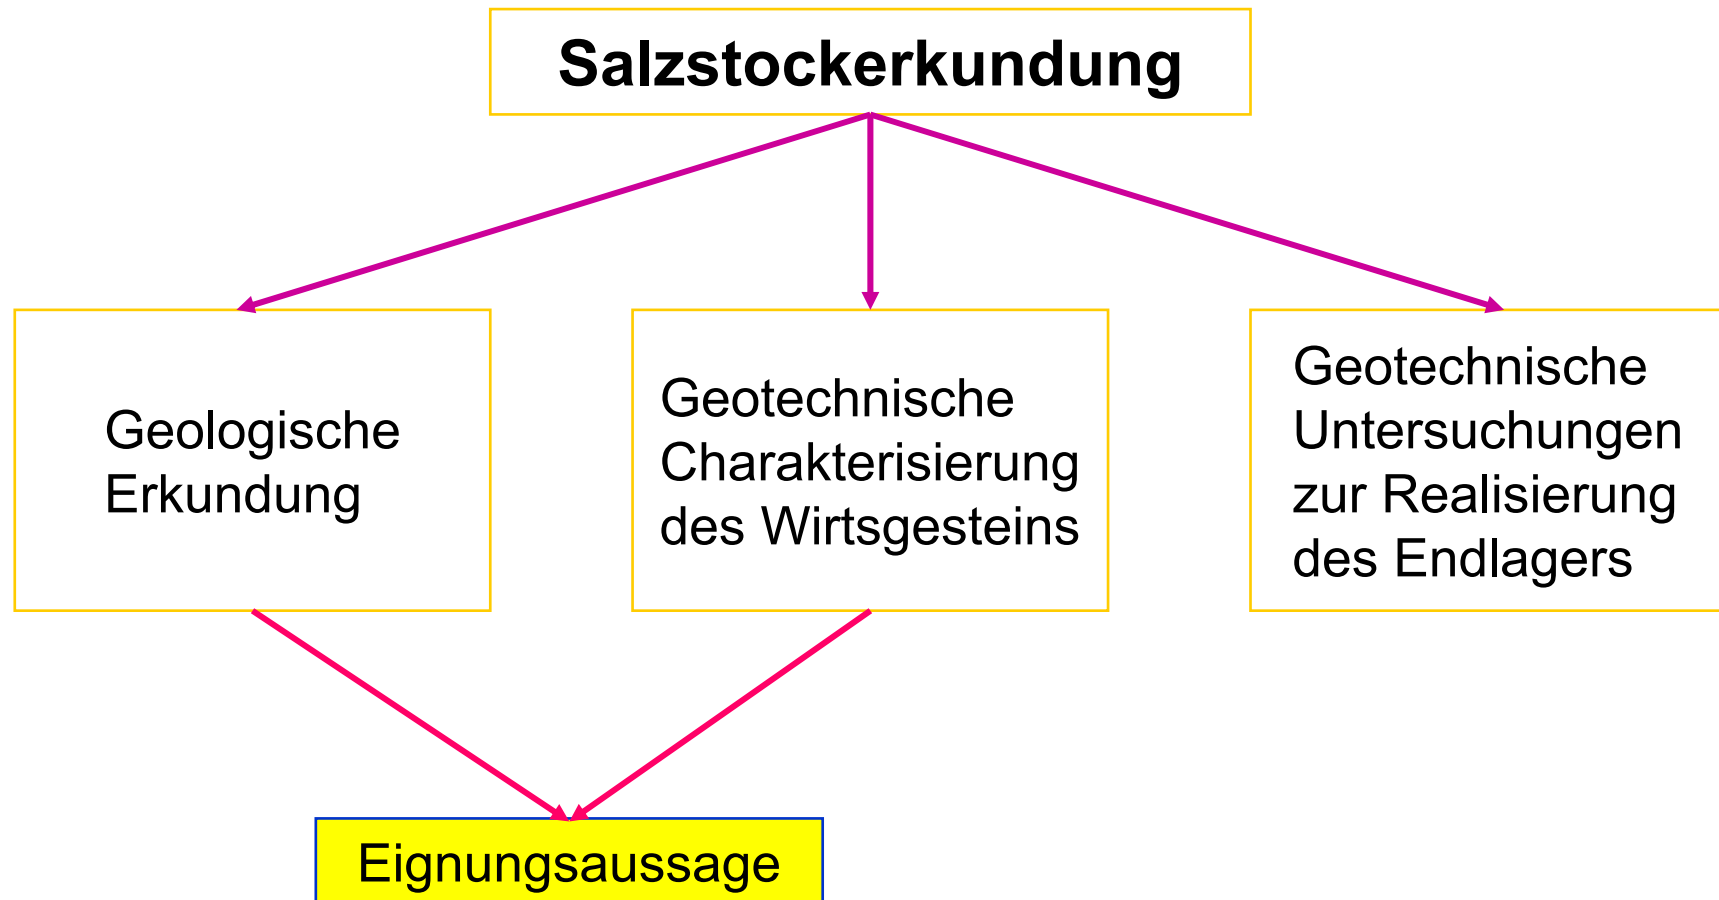 Salzstockerkundung
Geologische
Erkundung
Geotechnische
Charakterisierung
des Wirtsgesteins
Geotechnische
Untersuchungen
zur Realisierung
des Endlagers
Eignungsaussage